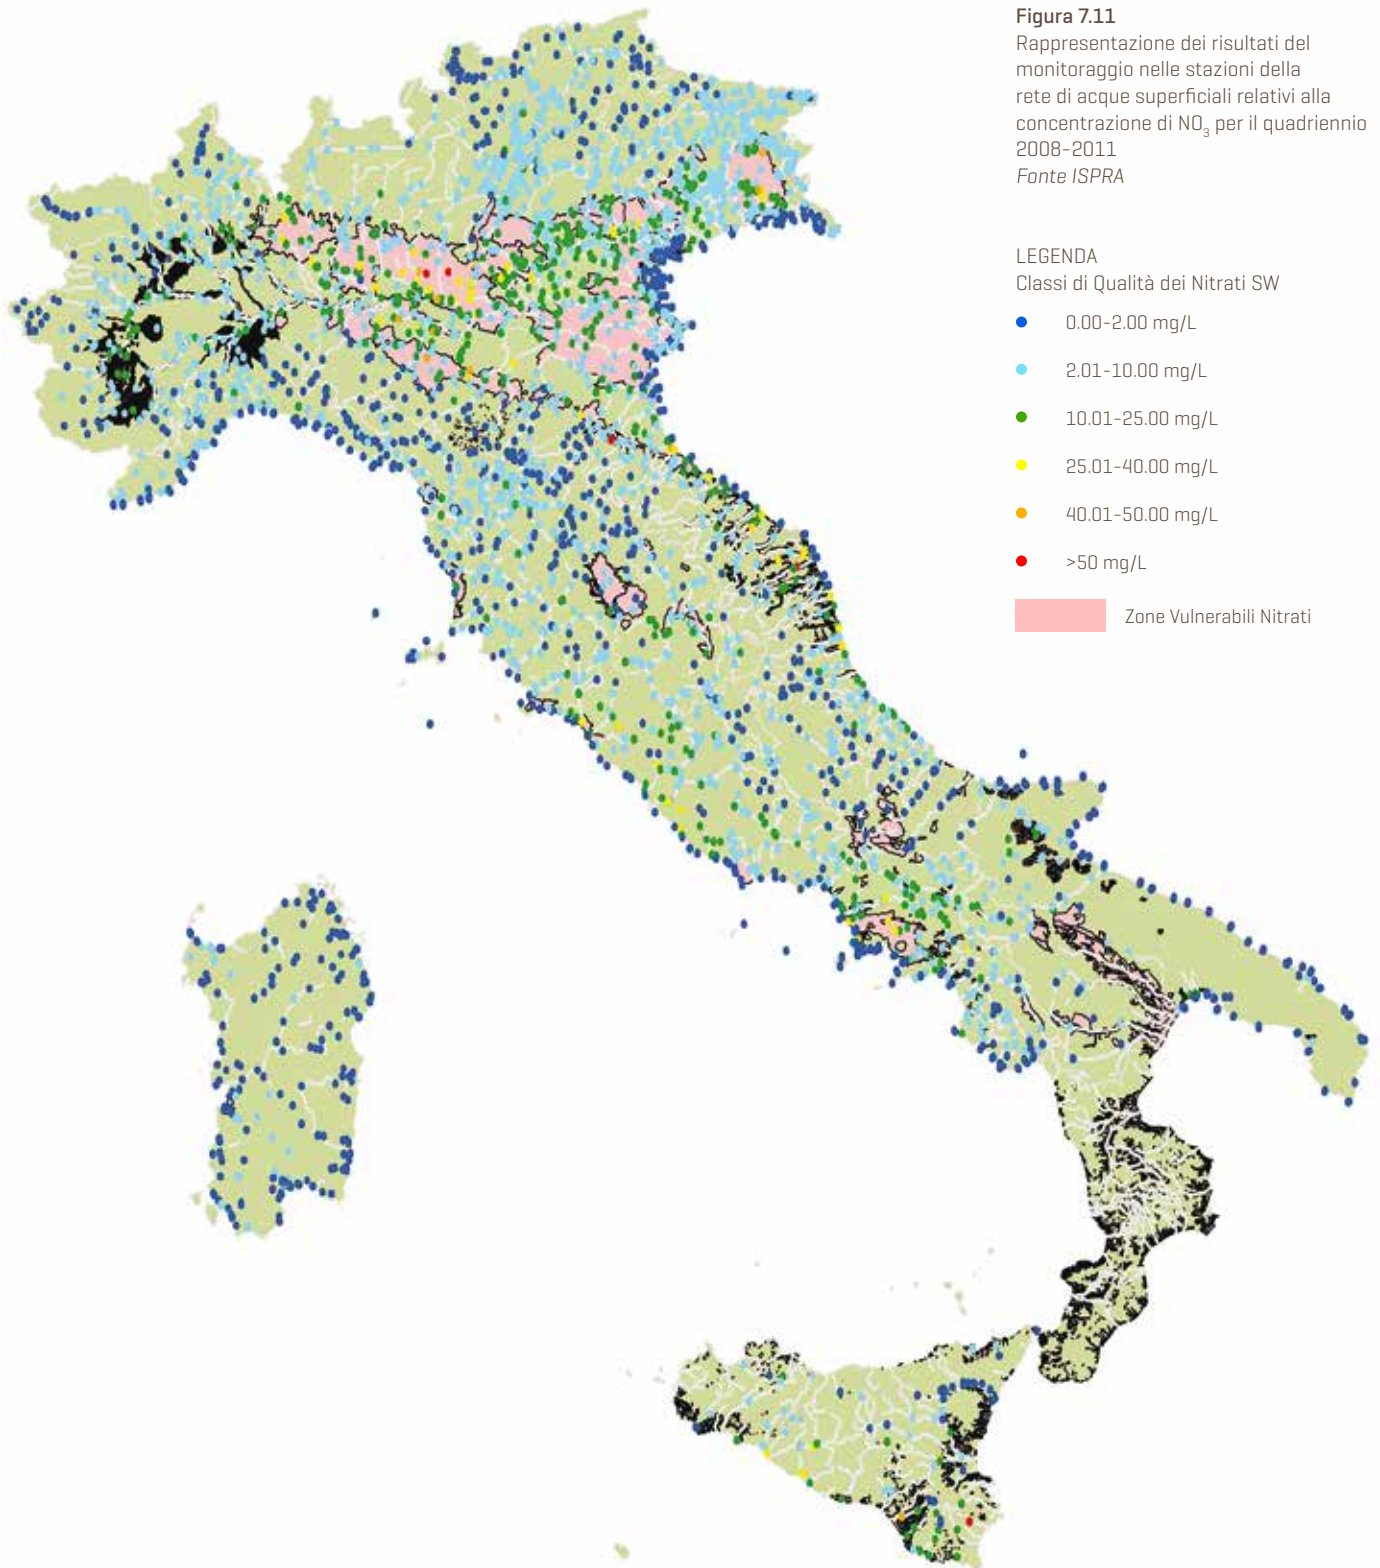 Figura 7.11
Rappresentazione dei risultati del
monitoraggio nelle stazioni della
rete di acque superficiali relativi alla
concentrazione di NO₃ per il quadriennio
2008-2011
Fonte ISPRA
LEGENDA
Classi di Qualità dei Nitrati SW
0.00-2.00 mg/L
2.01-10.00 mg/L
10.01-25.00 mg/L
25.01-40.00 mg/L
40.01-50.00 mg/L
>50 mg/L
Zone Vulnerabili Nitrati